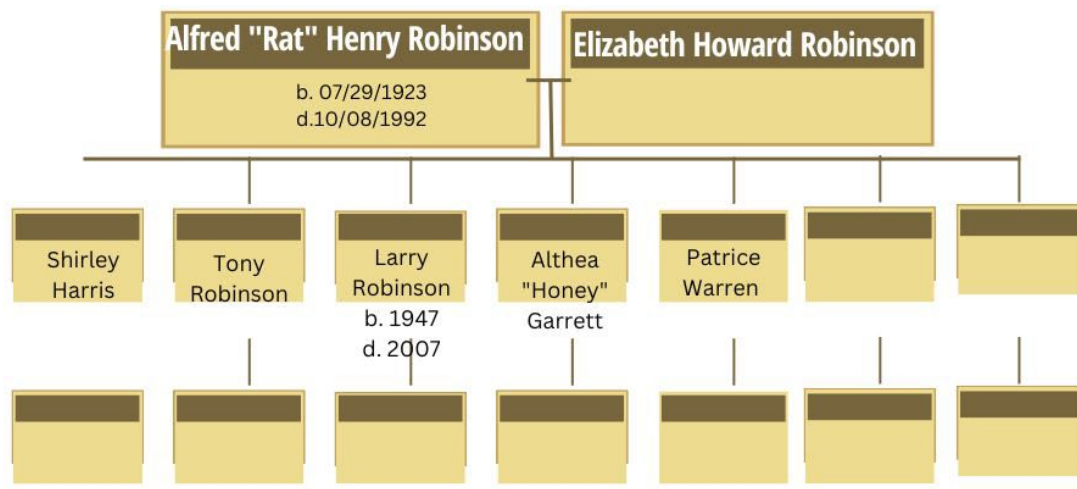 Alfred "Rat" Henry Robinson
b. 07/29/1923
d.10/08/1992
Elizabeth Howard Robinson
Shirley
Harris
Tony
Robinson
Larry
Robinson
b. 1947
d. 2007
Althea
"Honey"
Garrett
Patrice
Warren